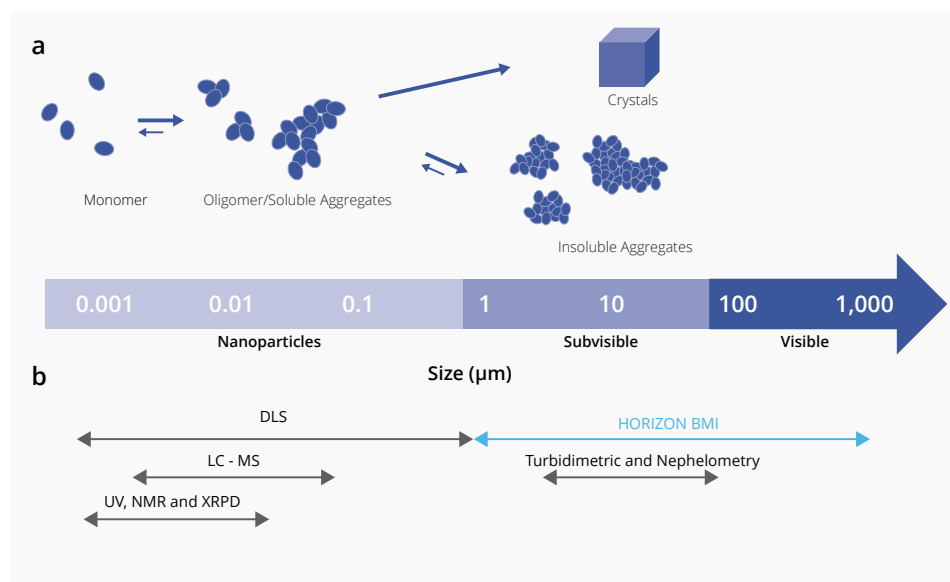 a
Crystals
Monomer
Oligomer/Soluble Aggregates
Insoluble Aggregates
0.001 0.01 0.1 1 10 100 1,000
Nanoparticles Subvisible Visible
b
Size (μm)
DLS
HORIZON BMI
LC - MS
Turbidimetric and Nephelometry
UV, NMR and XRPD